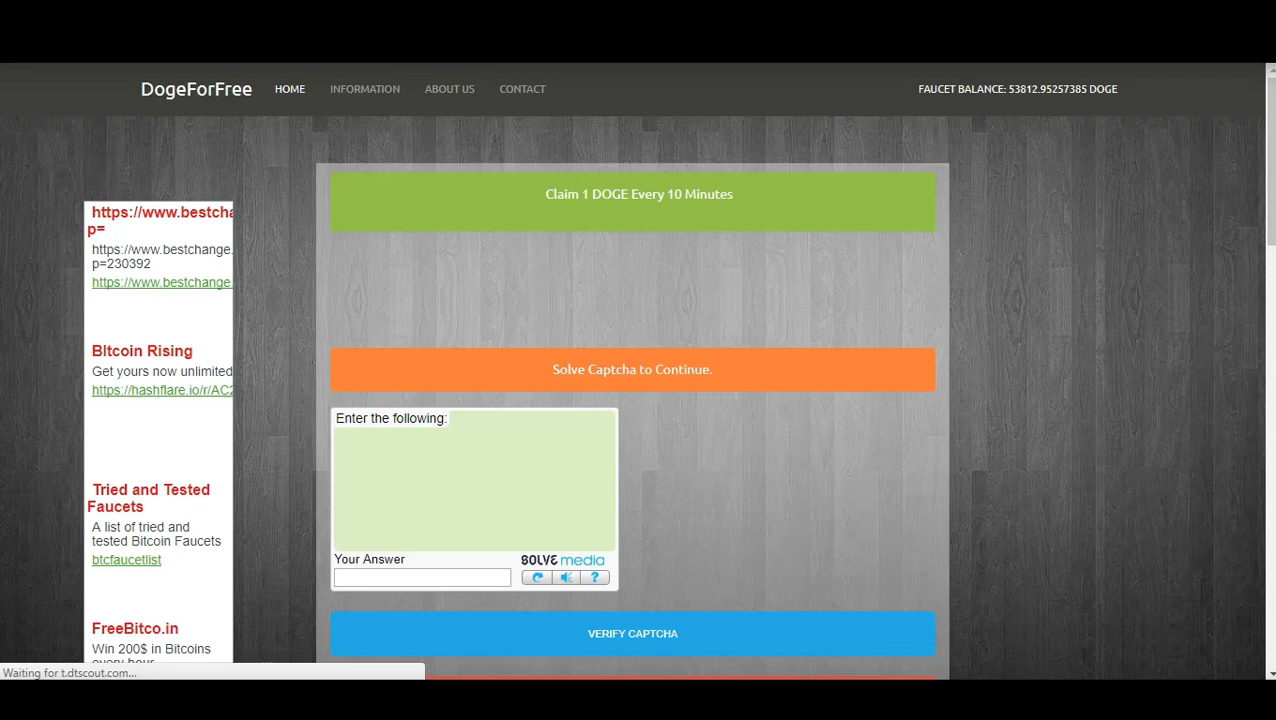 DogeForFree HOME INFORMATION ABOUT US CONTACT FAUCET BALANCE: 53812.95257385 DOGE
Claim 1 DOGE Every 10 Minutes
https://www.bestcha
p=
https://www.bestchange.
p=230392
https://www.bestchange.
BItcoin Rising
Get yours now unlimited
https://hashflare.io/r/AC2
Tried and Tested
Faucets
A list of tried and
tested Bitcoin Faucets
btcfaucetlist
FreeBitco.in
Win 200$ in Bitcoins
every hour
Solve Captcha to Continue.
Enter the following:
Your Answer
SOLVE media
?
VERIFY CAPTCHA
Waiting for t.dtscout.com...